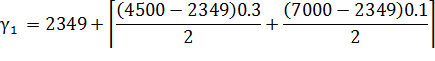 γ₁ = 2349 + ⌈(4500 − 2349)0.3 / 2 + (7000 − 2349)0.1 / 2⌉